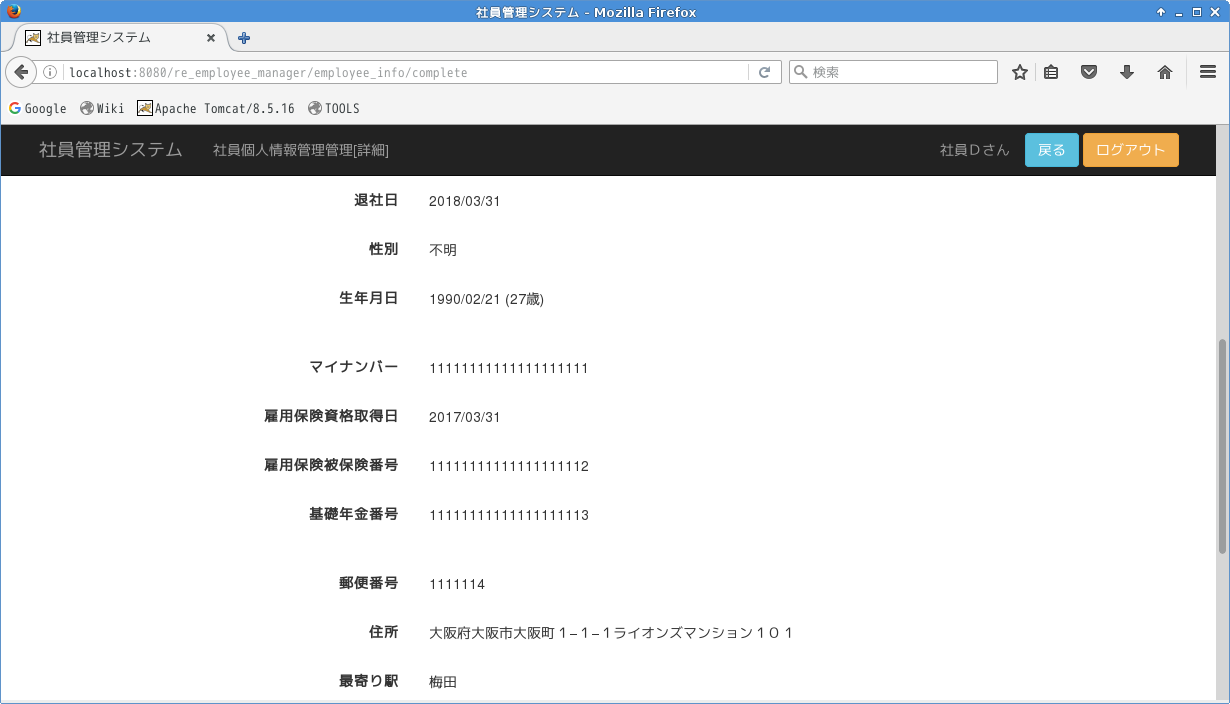 社員管理システム - Mozilla Firefox
社員管理システム
localhost:8080/re_employee_manager/employee_info/complete
検索
Google Wiki Apache Tomcat/8.5.16 TOOLS
社員管理システム 社員個人情報管理管理[詳細] 社員Ｄさん 戻る ログアウト
退社日 2018/03/31
性別 不明
生年月日 1990/02/21 (27歳)
マイナンバー 11111111111111111111
雇用保険資格取得日 2017/03/31
雇用保険被保険番号 11111111111111111112
基礎年金番号 11111111111111111113
郵便番号 1111114
住所 大阪府大阪市大阪町１−１−１ライオンズマンション１０１
最寄り駅 梅田